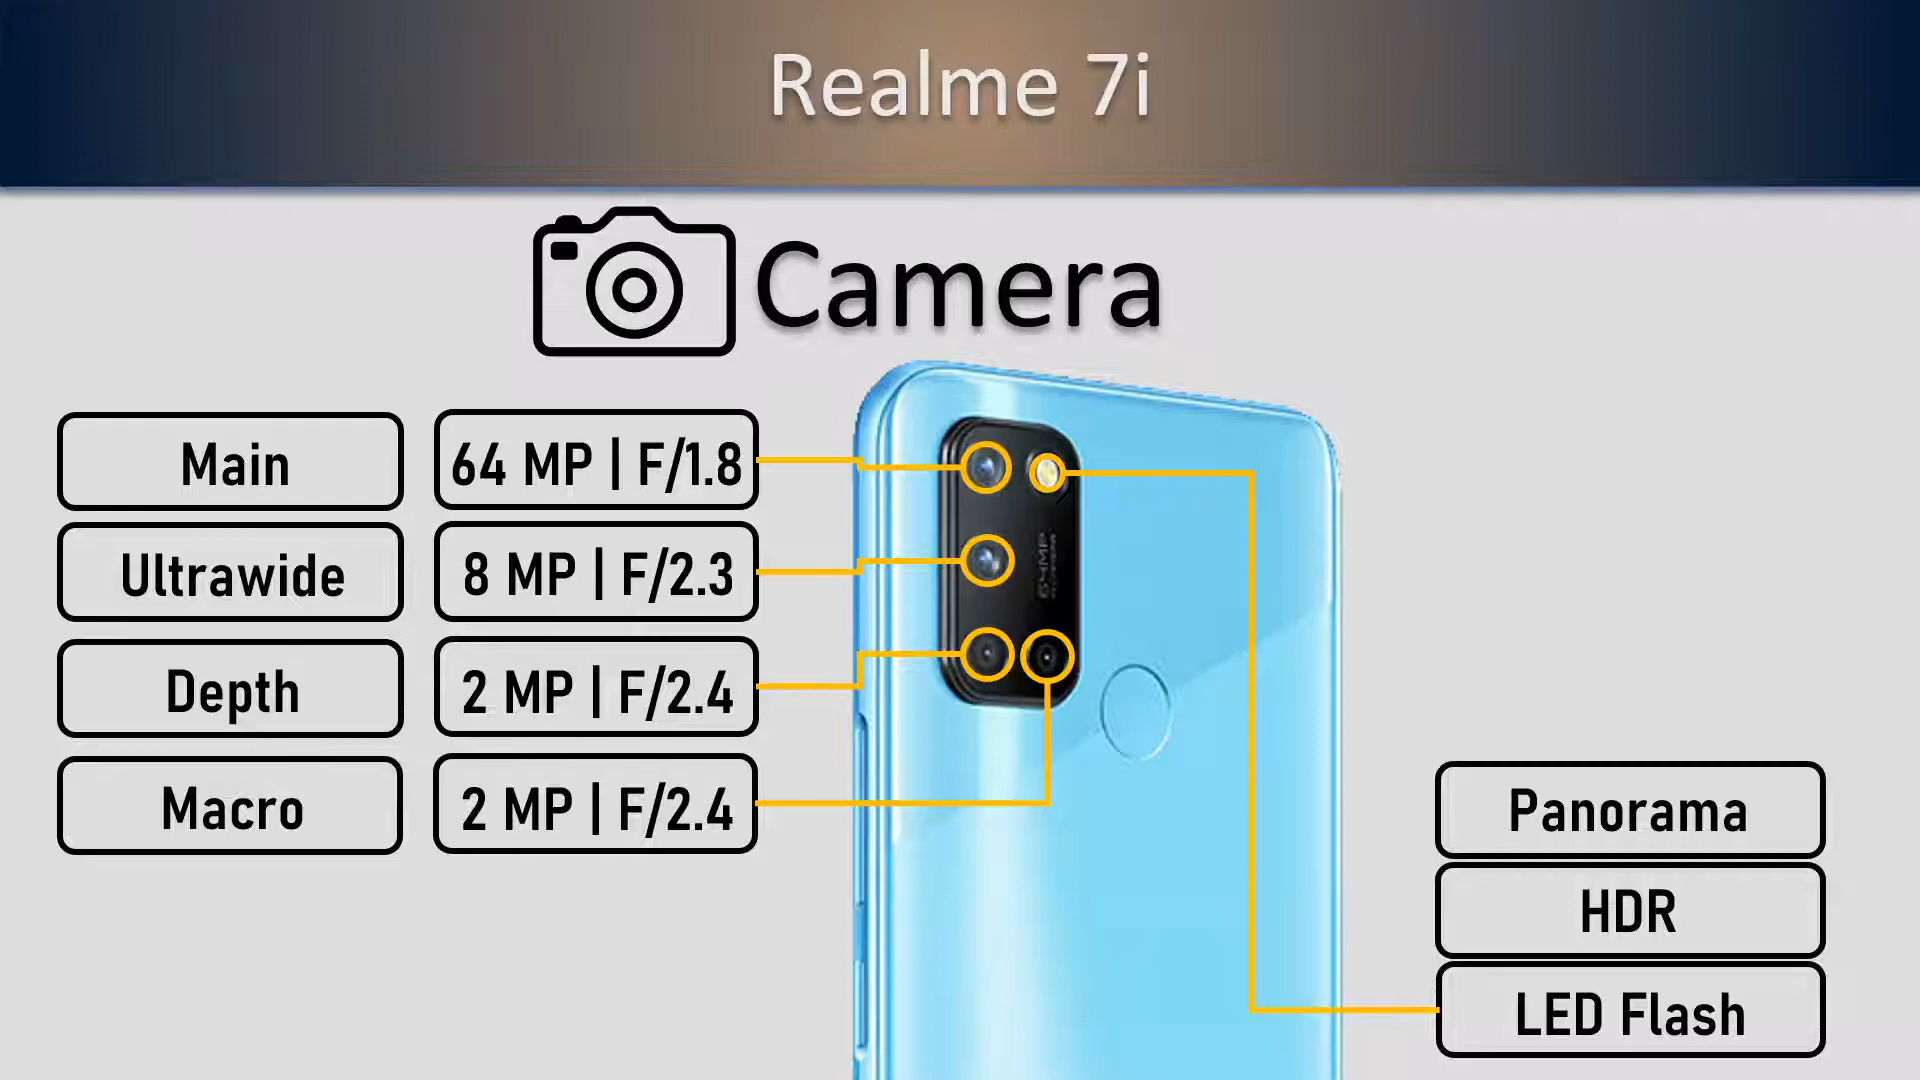 Realme 7i
Camera
Main
64 MP | F/1.8
Ultrawide
8 MP | F/2.3
Depth
2 MP | F/2.4
Macro
2 MP | F/2.4
64MP
Panorama
HDR
LED Flash